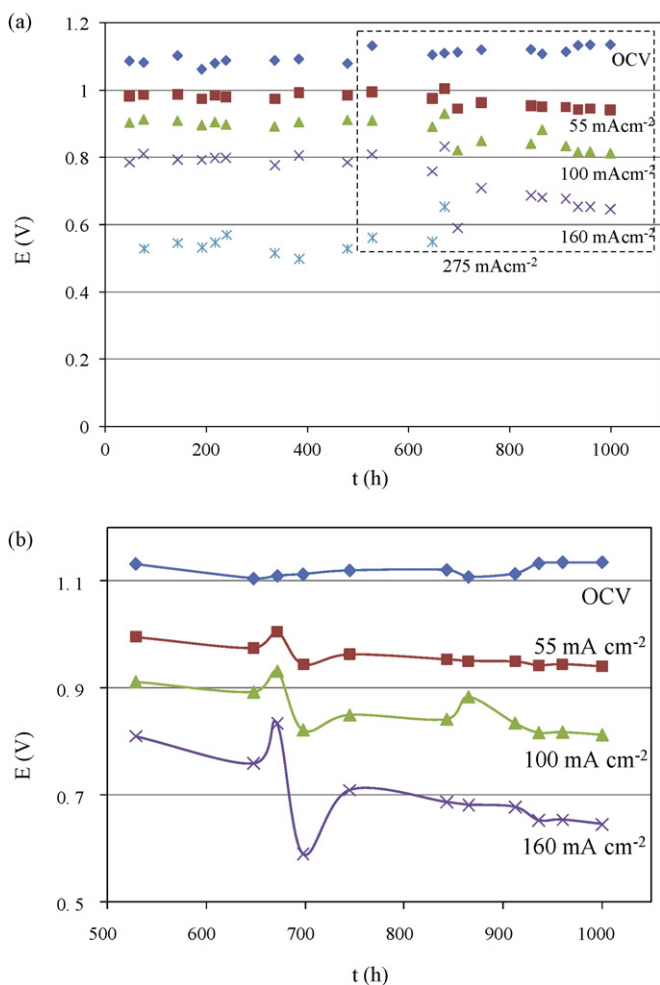 (a)
1.2
1
0.8
0.6
0.4
0.2
0
E (V)
OCV
55 mAcm-2
100 mAcm-2
160 mAcm-2
275 mAcm-2
0 200 400 600 800 1000
t (h)
(b)
1.1
0.9
0.7
0.5
E (V)
OCV
55 mA cm-2
100 mA cm-2
160 mA cm-2
500 600 700 800 900 1000
t (h)